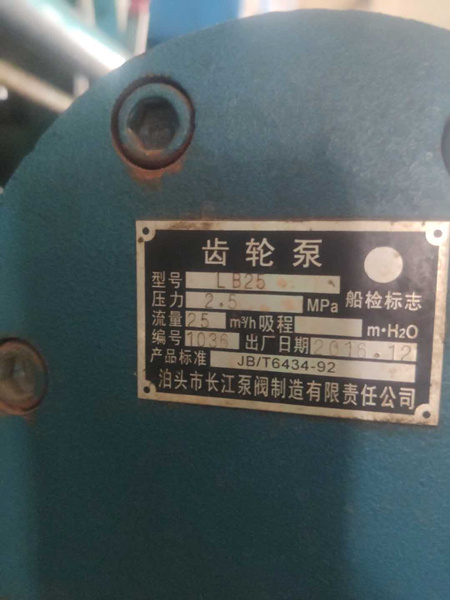 齿轮泵
型号 LB25
压力 2.5 MPa 船检标志
流量 25 m³/h 吸程 m·H2O
编号 1036 出厂日期 2018.12
产品标准 JB/T6434-92
泊头市长江泵阀制造有限责任公司